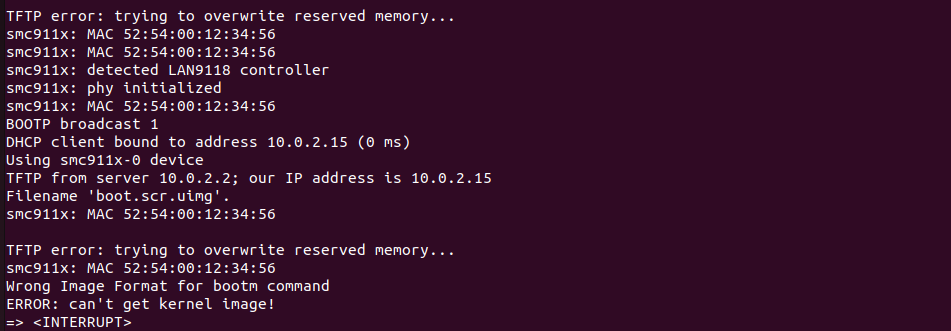 TFTP error: trying to overwrite reserved memory...
smc911x: MAC 52:54:00:12:34:56
smc911x: MAC 52:54:00:12:34:56
smc911x: detected LAN9118 controller
smc911x: phy initialized
smc911x: MAC 52:54:00:12:34:56
BOOTP broadcast 1
DHCP client bound to address 10.0.2.15 (0 ms)
Using smc911x-0 device
TFTP from server 10.0.2.2; our IP address is 10.0.2.15
Filename 'boot.scr.uimg'.
smc911x: MAC 52:54:00:12:34:56

TFTP error: trying to overwrite reserved memory...
smc911x: MAC 52:54:00:12:34:56
Wrong Image Format for bootm command
ERROR: can't get kernel image!
=> <INTERRUPT>